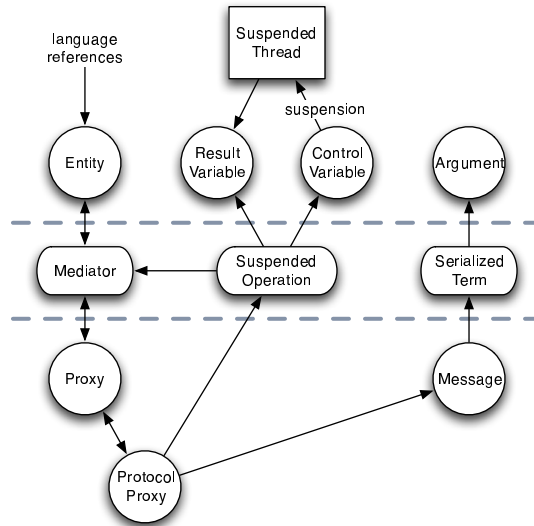 language
references
Suspended
Thread
suspension
Entity
Result
Variable
Control
Variable
Argument
Mediator
Suspended
Operation
Serialized
Term
Proxy
Message
Protocol
Proxy